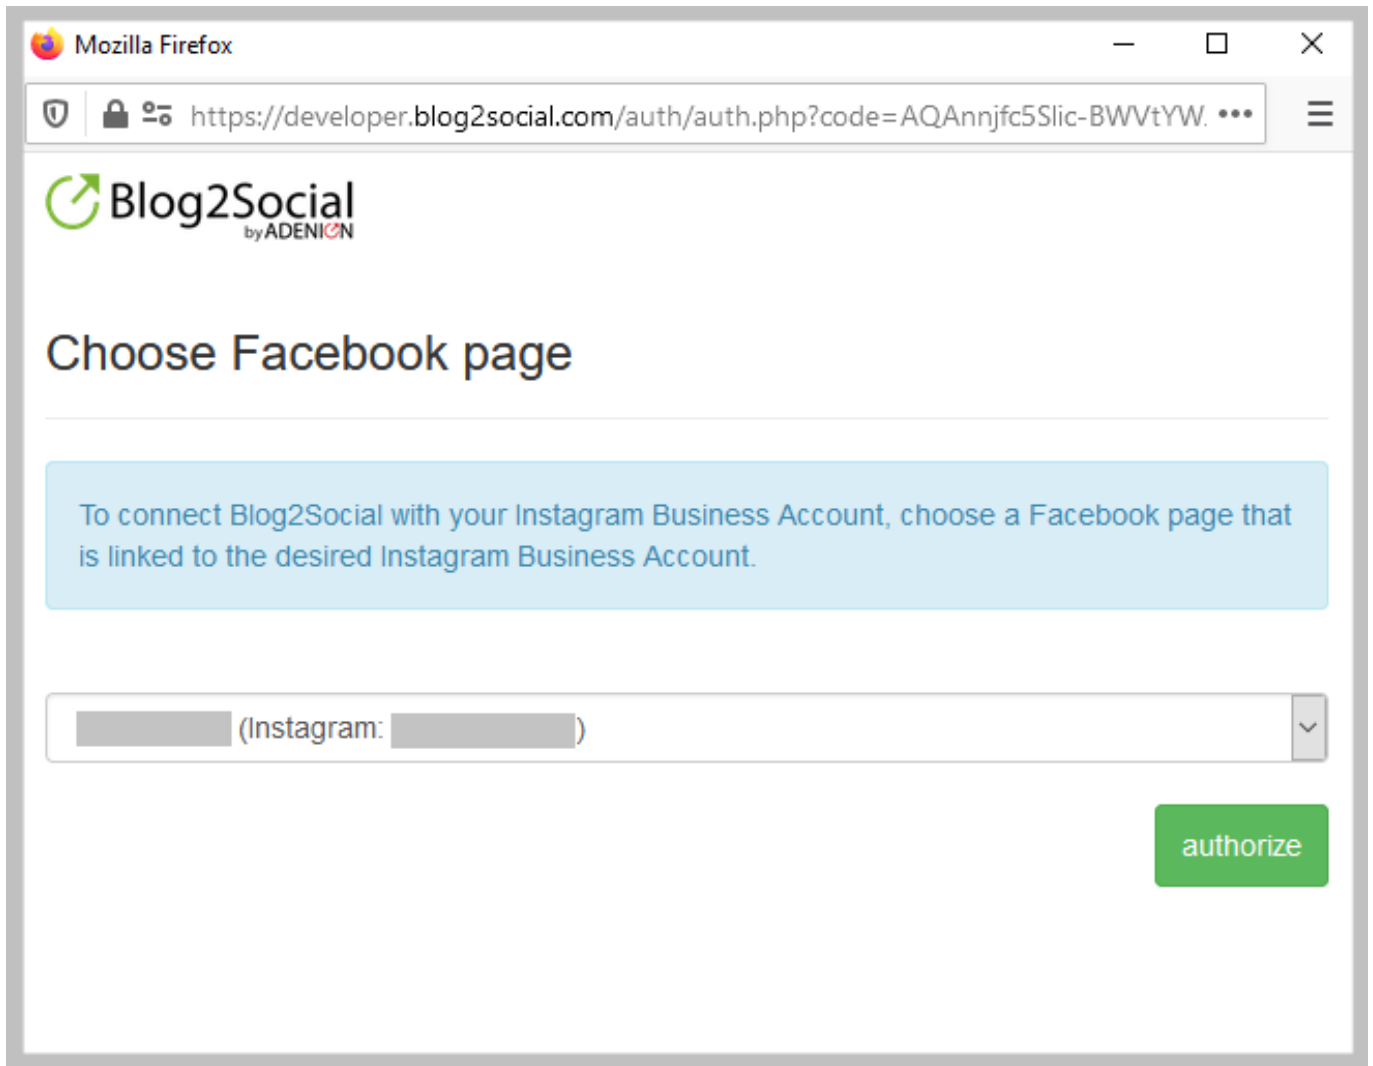 Mozilla Firefox
https://developer.blog2social.com/auth/auth.php?code=AQAnnjfc5Slic-BWVtYW.
Blog2Social
by ADENION
Choose Facebook page
To connect Blog2Social with your Instagram Business Account, choose a Facebook page that
is linked to the desired Instagram Business Account.
(Instagram: )
authorize